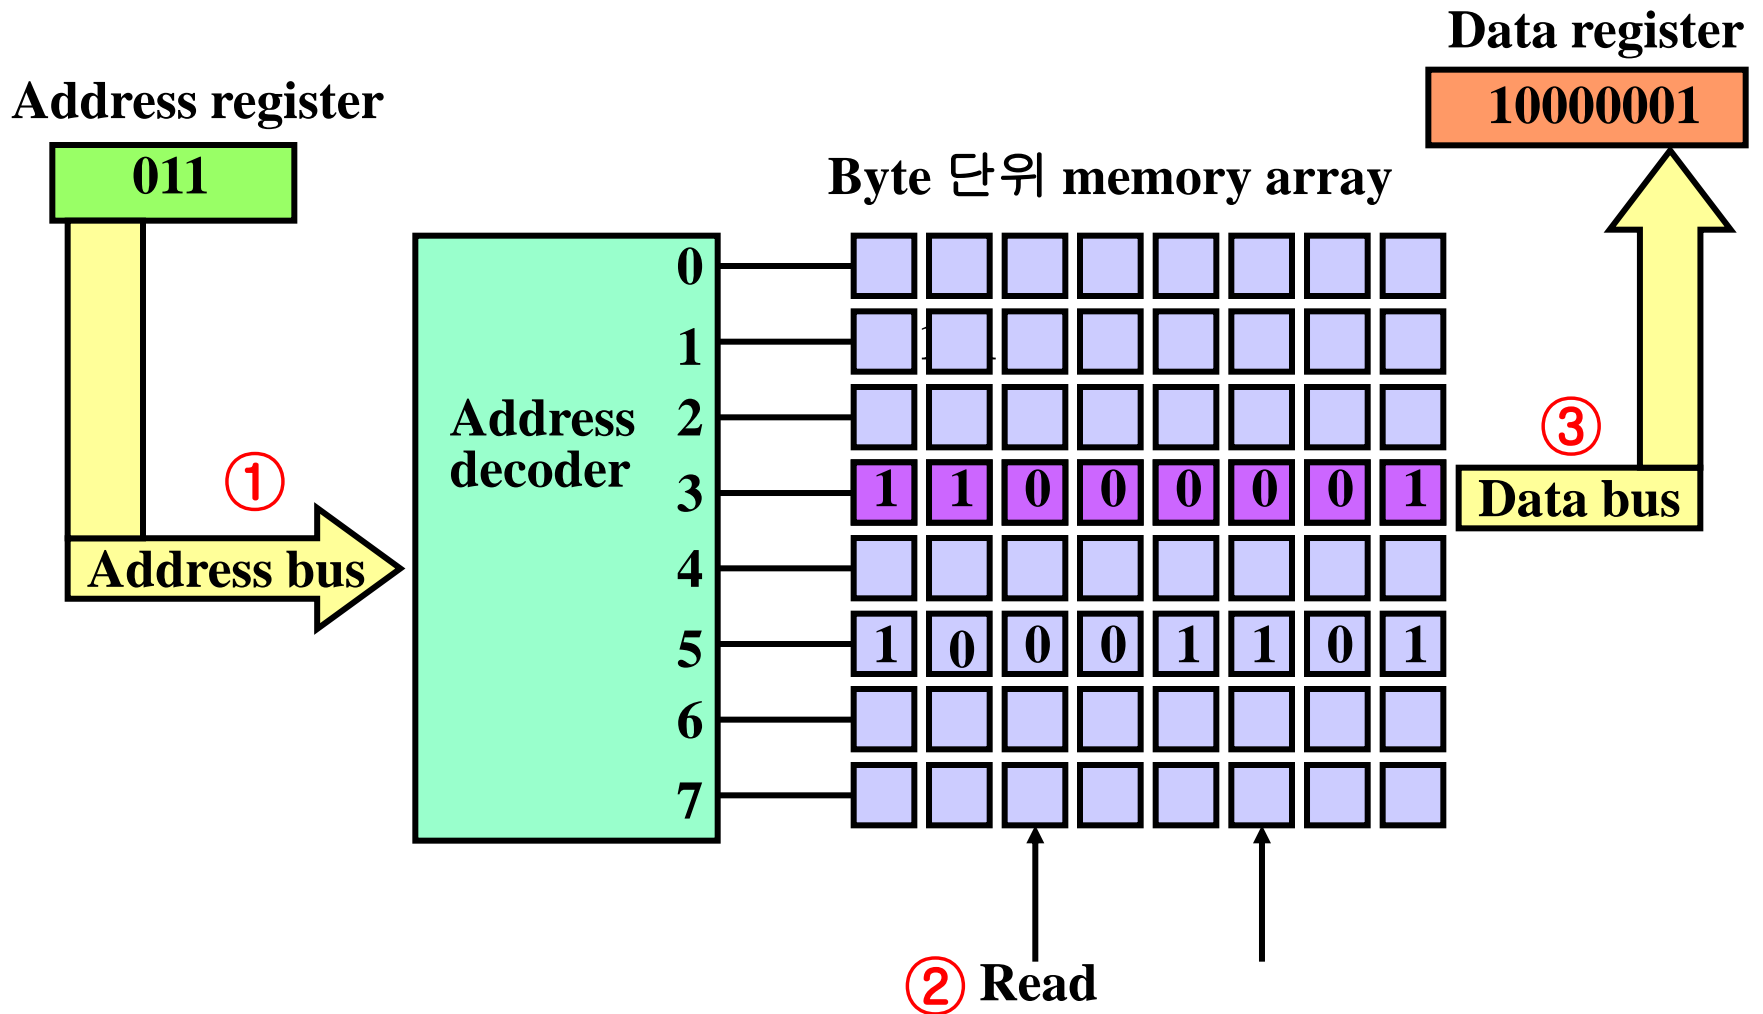 Data register
10000001
Address register
011
Byte 단위 memory array
0
1
2
Address
decoder
3 1 1 0 0 0 0 0 1
①
③
Data bus
Address bus
4
5 1 0 0 0 1 1 0 1
6
7
② Read